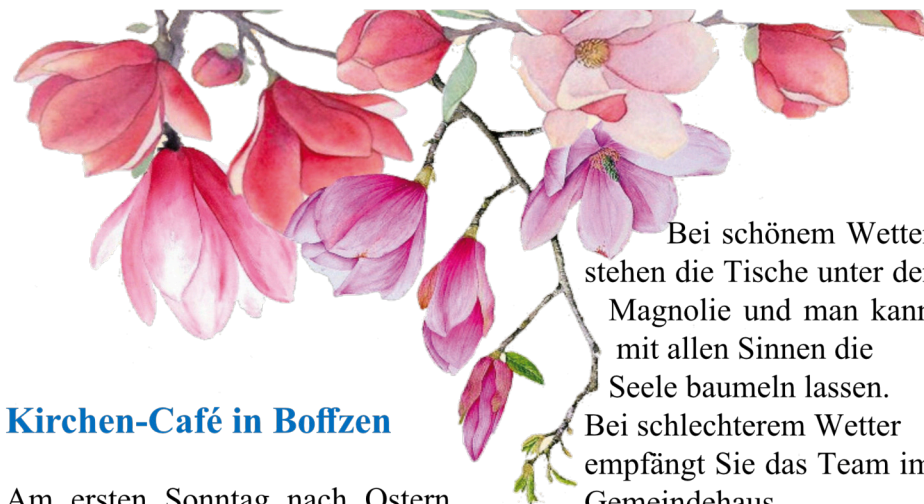 Kirchen-Café in Boffzen
Am ersten Sonntag nach Ostern
Bei schönem Wetter
stehen die Tische unter der
Magnolie und man kann
mit allen Sinnen die
Seele baumeln lassen.
Bei schlechterem Wetter
empfängt Sie das Team im
Gemeindehaus